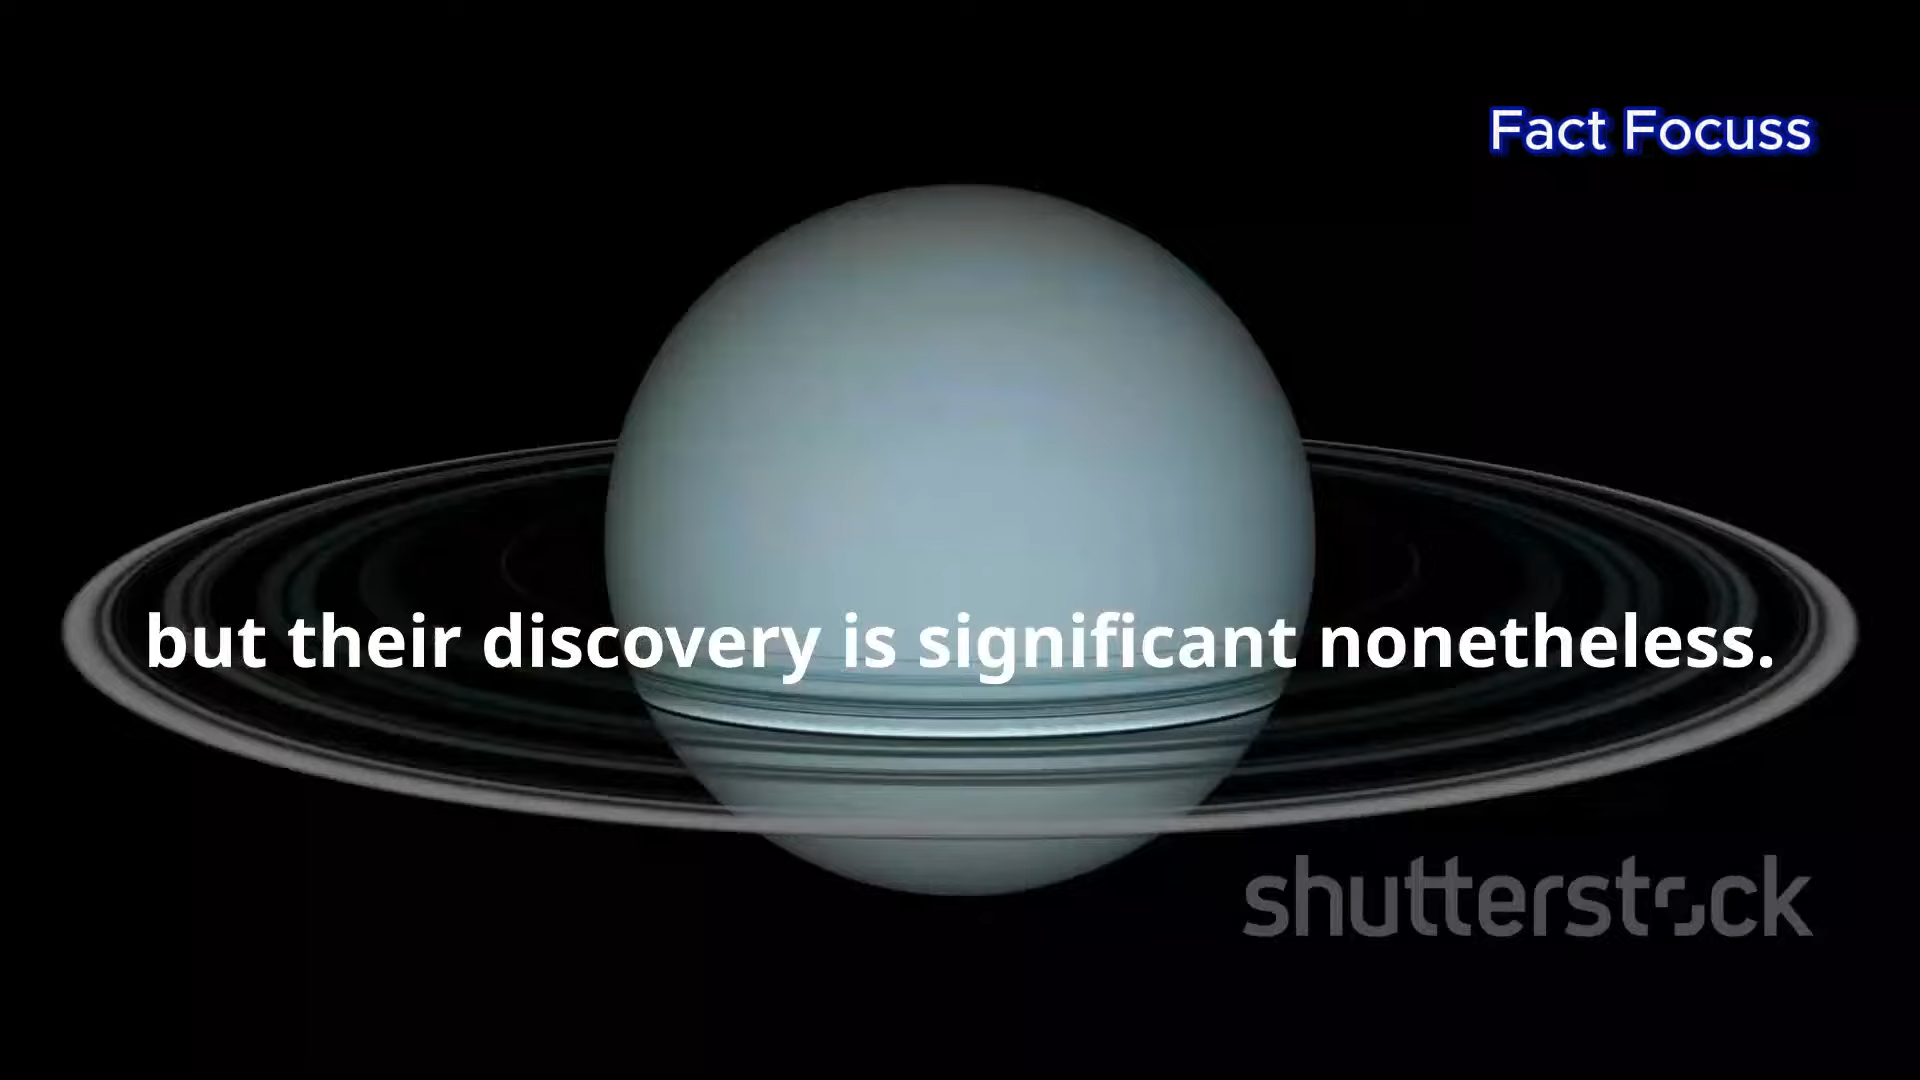 Fact Focuss
but their discovery is significant nonetheless.
shutterstock